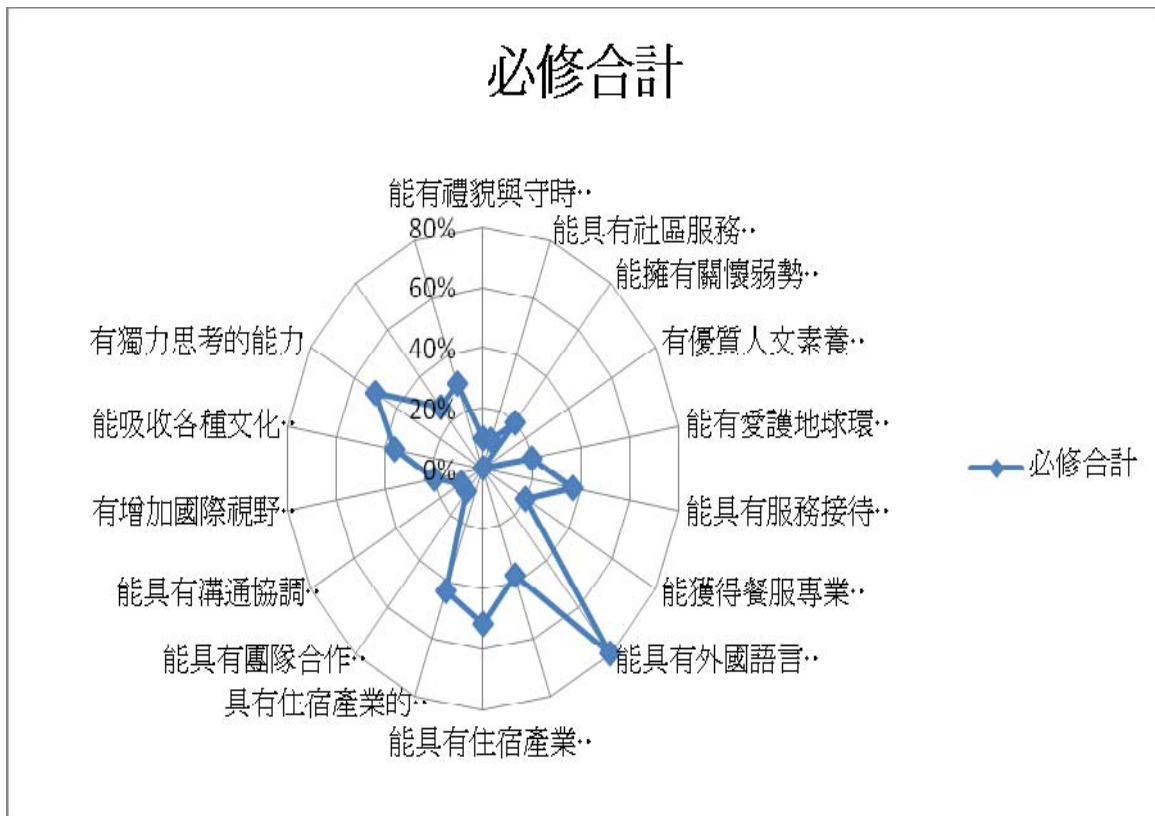 必修合計
能有禮貌與守時··
80%
能具有社區服務··
60%
能擁有關懷弱勢··
有獨力思考的能力
40%
有優質人文素養··
能吸收各種文化··
20%
能有愛護地球環··
必修合計
0%
有增加國際視野··
能具有服務接待··
能具有溝通協調··
能獲得餐服專業··
能具有團隊合作··
能具有外國語言··
具有住宿產業的··
能具有住宿產業··